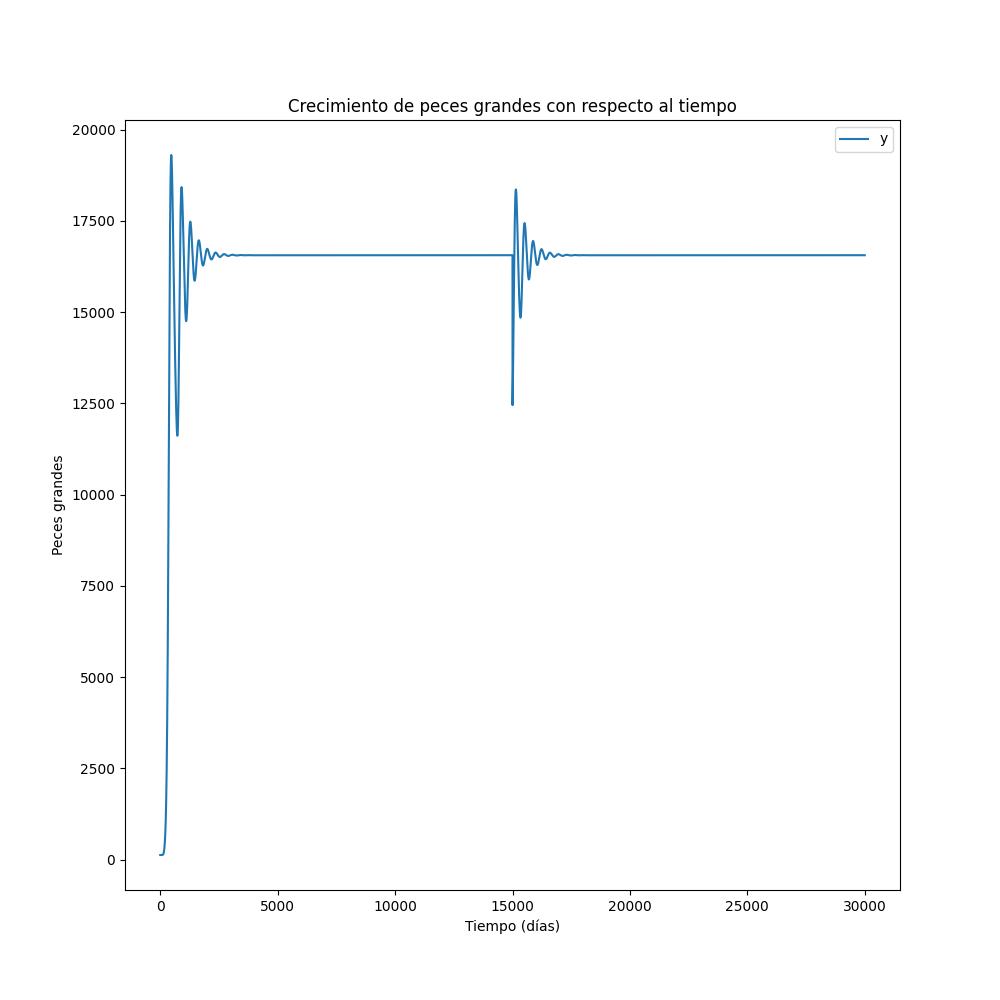 Crecimiento de peces grandes con respecto al tiempo
y
20000
17500
15000
12500
10000
7500
5000
2500
0
Peces grandes
0 5000 10000 15000 20000 25000 30000
Tiempo (días)